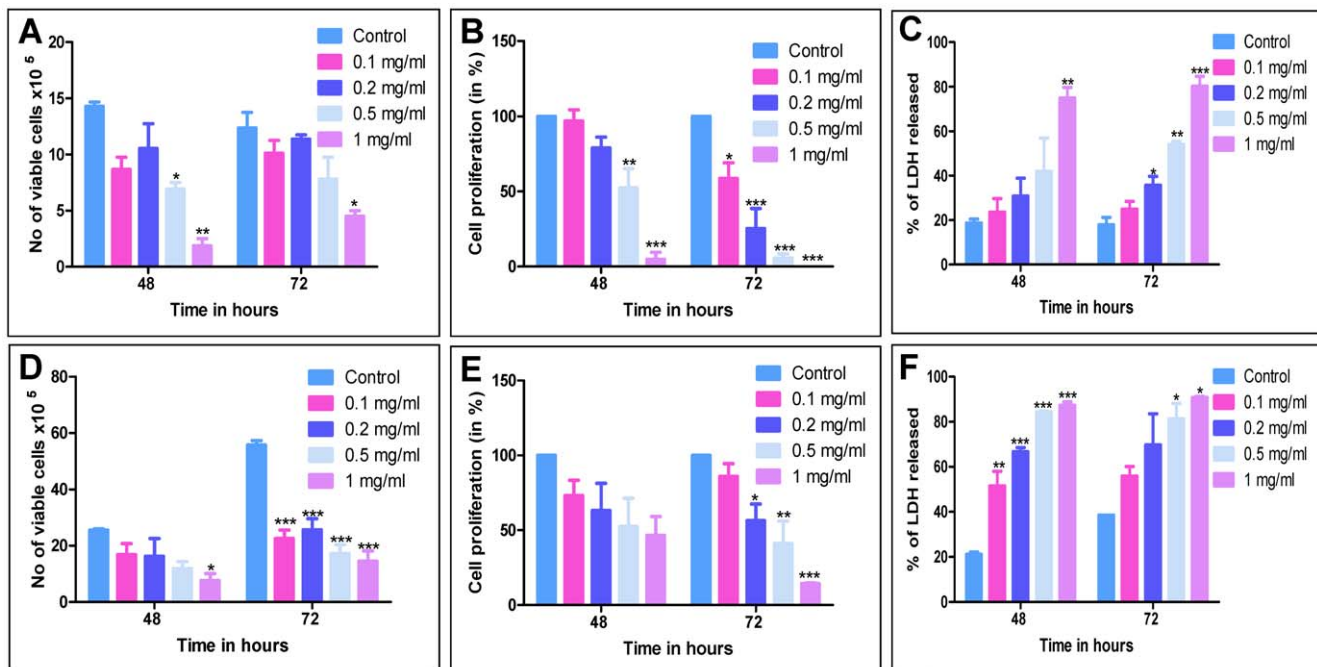 A
No of viable cells x10 5
20
15
10
5
0
*
**
*
48
72
Time in hours
Control
0.1 mg/ml
0.2 mg/ml
0.5 mg/ml
1 mg/ml
B
Cell proliferation (in %)
150
100
50
0
**
***
*
***
***
***
48
72
Time in hours
Control
0.1 mg/ml
0.2 mg/ml
0.5 mg/ml
1 mg/ml
C
% of LDH released
100
80
60
40
20
0
**
*
**
***
48
72
Time in hours
Control
0.1 mg/ml
0.2 mg/ml
0.5 mg/ml
1 mg/ml
D
No of viable cells x10 5
80
60
40
20
0
*
***
***
***
***
48
72
Time in hours
Control
0.1 mg/ml
0.2 mg/ml
0.5 mg/ml
1 mg/ml
E
Cell proliferation (in %)
150
100
50
0
*
**
***
48
72
Time in hours
Control
0.1 mg/ml
0.2 mg/ml
0.5 mg/ml
1 mg/ml
F
% of LDH released
100
80
60
40
20
0
**
***
***
***
*
*
48
72
Time in hours
Control
0.1 mg/ml
0.2 mg/ml
0.5 mg/ml
1 mg/ml